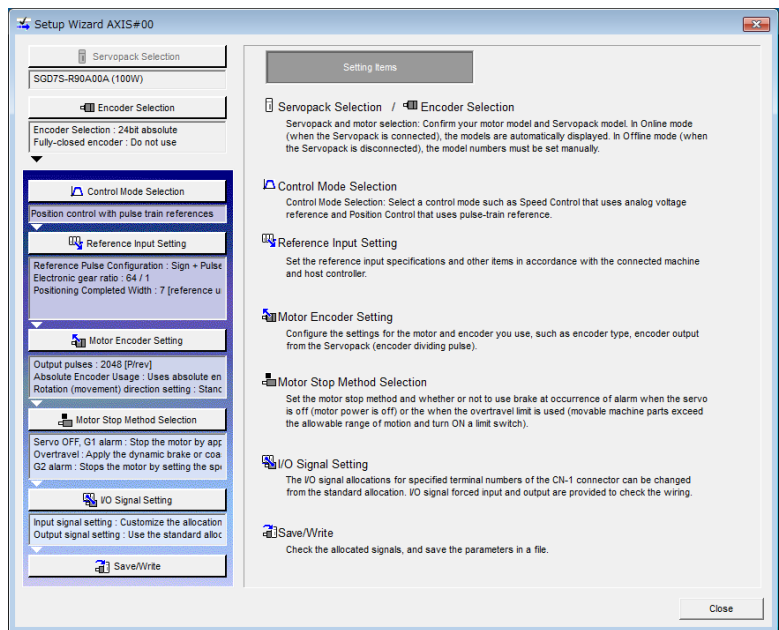 Setup Wizard AXIS#00
Servopack Selection
SGD7S-R90A00A (100W)
Encoder Selection
Encoder Selection : 24bit absolute
Fully-closed encoder : Do not use
Control Mode Selection
Position control with pulse train references
Reference Input Setting
Reference Pulse Configuration : Sign + Pulse
Electronic gear ratio : 64 / 1
Positioning Completed Width : 7 [reference u
Motor Encoder Setting
Output pulses : 2048 [P/rev]
Absolute Encoder Usage : Uses absolute en
Rotation (movement) direction setting : Stand
Motor Stop Method Selection
Servo OFF, G1 alarm : Stop the motor by app
Overtravel : Apply the dynamic brake or coa
G2 alarm : Stops the motor by setting the spe
I/O Signal Setting
Input signal setting : Customize the allocation
Output signal setting : Use the standard alloc
Save/Write
Setting Items
Servopack Selection / Encoder Selection
Servopack and motor selection: Confirm your motor model and Servopack model. In Online mode
(when the Servopack is connected), the models are automatically displayed. In Offline mode (when
the Servopack is disconnected), the model numbers must be set manually.
Control Mode Selection
Control Mode Selection: Select a control mode such as Speed Control that uses analog voltage
reference and Position Control that uses pulse-train reference.
Reference Input Setting
Set the reference input specifications and other items in accordance with the connected machine
and host controller.
Motor Encoder Setting
Configure the settings for the motor and encoder you use, such as encoder type, encoder output
from the Servopack (encoder dividing pulse).
Motor Stop Method Selection
Set the motor stop method and whether or not to use brake at occurrence of alarm when the servo
is off (motor power is off) or the when the overtravel limit is used (movable machine parts exceed
the allowable range of motion and turn ON a limit switch).
I/O Signal Setting
The I/O signal allocations for specified terminal numbers of the CN-1 connector can be changed
from the standard allocation. I/O signal forced input and output are provided to check the wiring.
Save/Write
Check the allocated signals, and save the parameters in a file.
Close